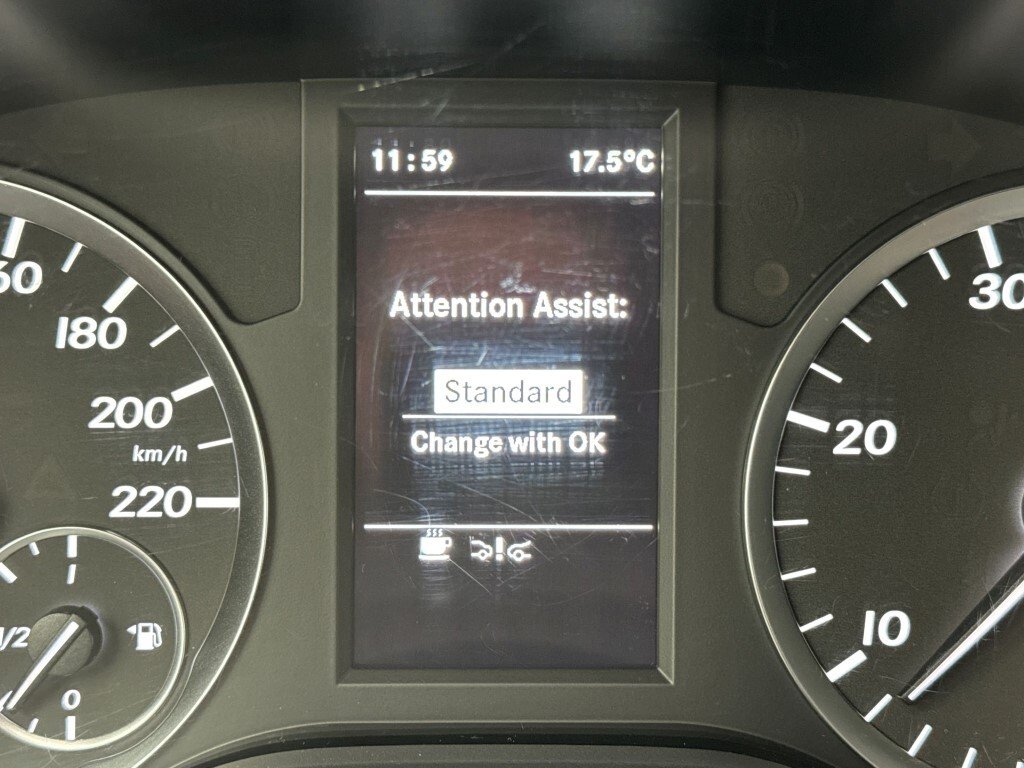 11:59 17.5°C
Attention Assist:
Standard
Change with OK
180
200
km/h
220
1/2
0
30
20
10